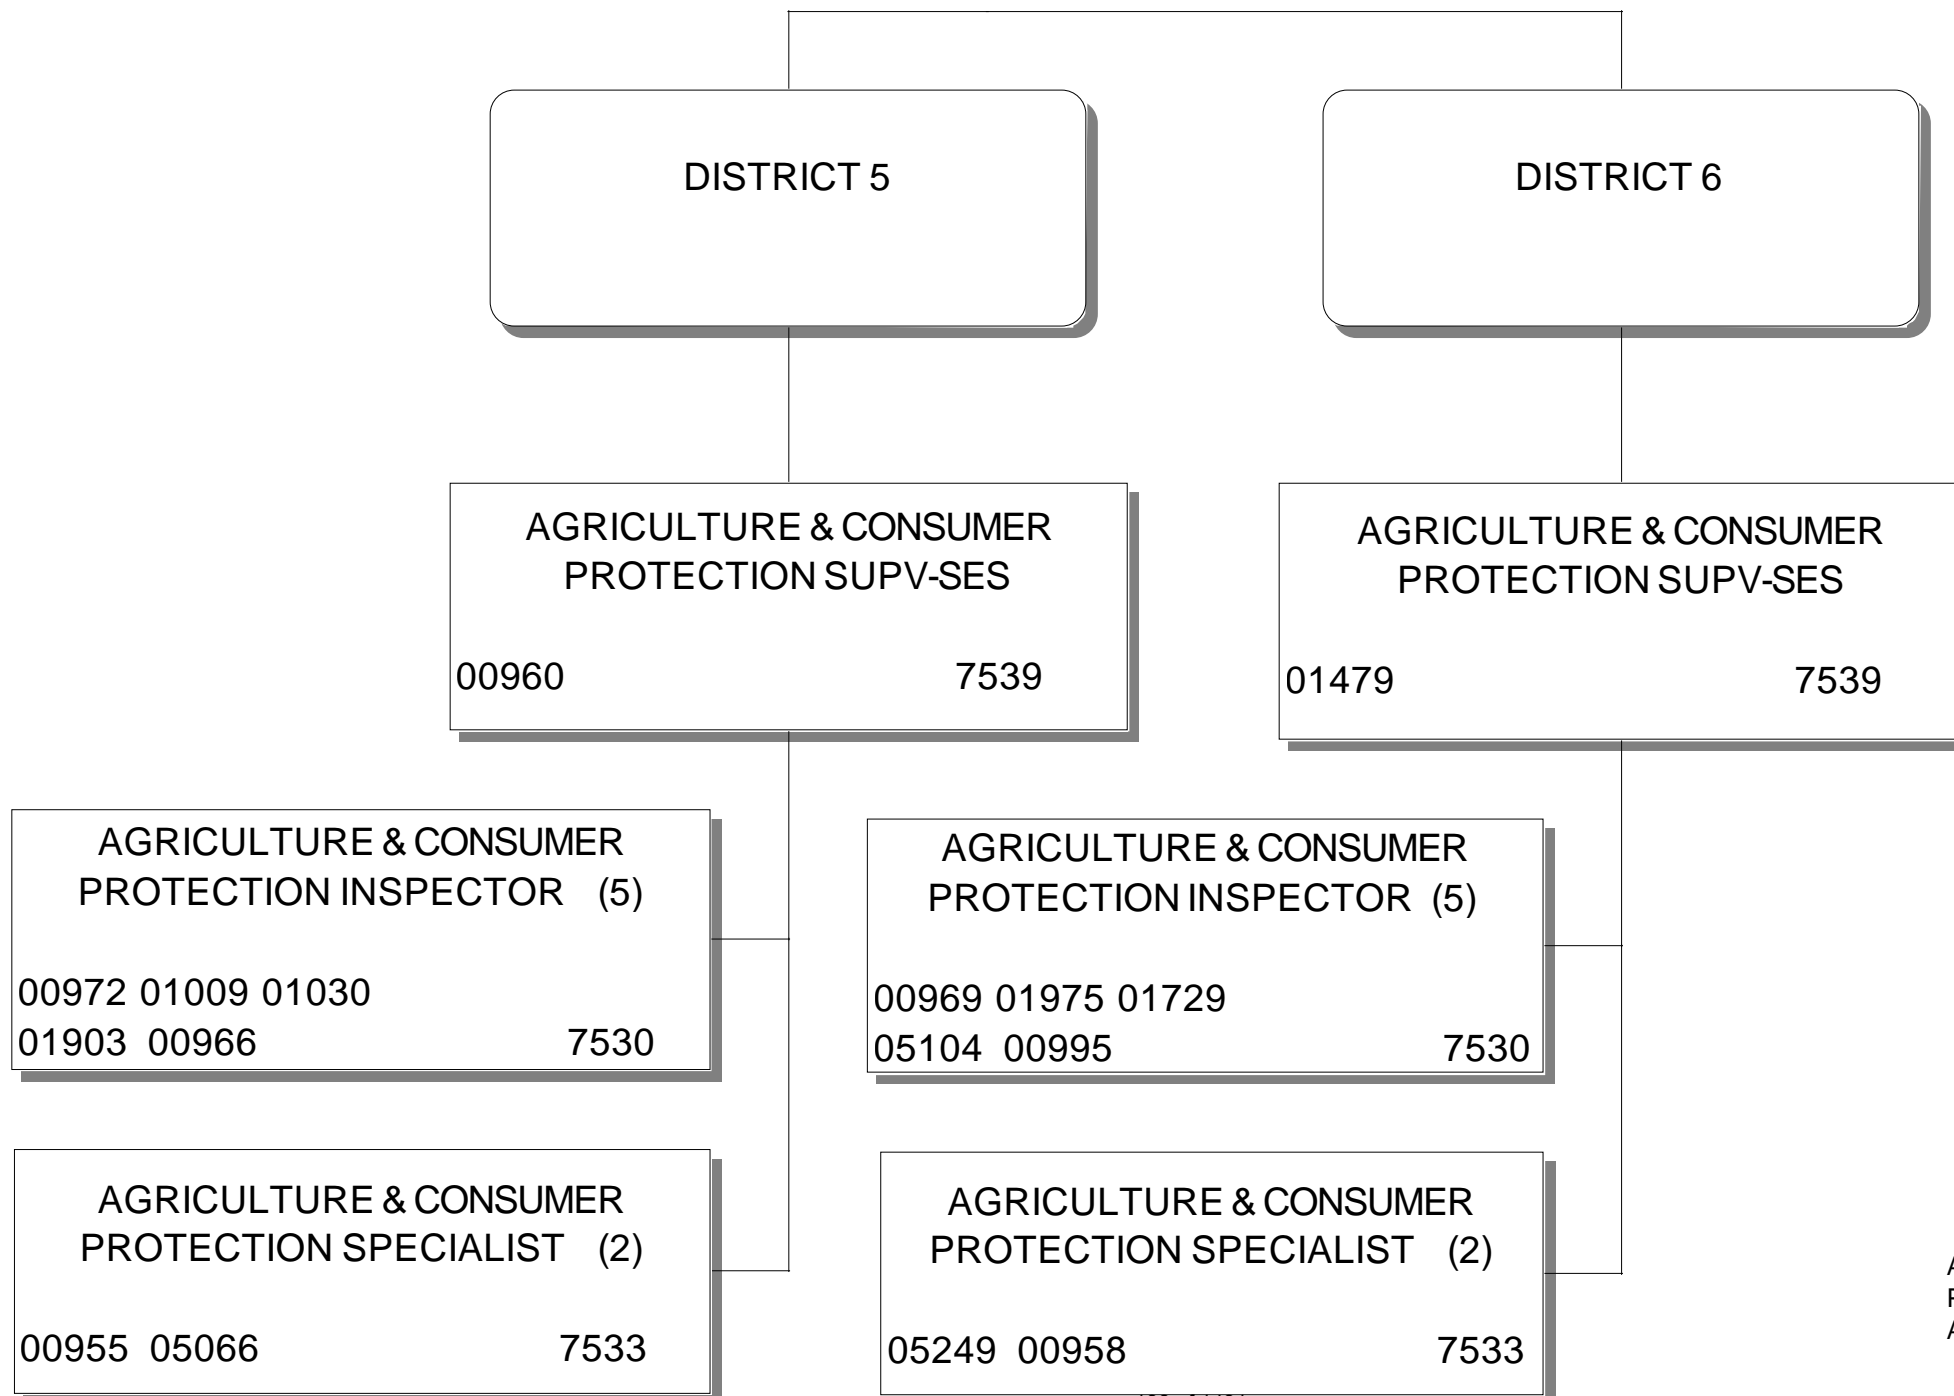 DISTRICT 5
DISTRICT 6
AGRICULTURE & CONSUMER
PROTECTION SUPV-SES
00960 7539
AGRICULTURE & CONSUMER
PROTECTION SUPV-SES
01479 7539
AGRICULTURE & CONSUMER
PROTECTION INSPECTOR (5)
00972 01009 01030
01903 00966 7530
AGRICULTURE & CONSUMER
PROTECTION INSPECTOR (5)
00969 01975 01729
05104 00995 7530
AGRICULTURE & CONSUMER
PROTECTION SPECIALIST (2)
00955 05066 7533
AGRICULTURE & CONSUMER
PROTECTION SPECIALIST (2)
05249 00958 7533